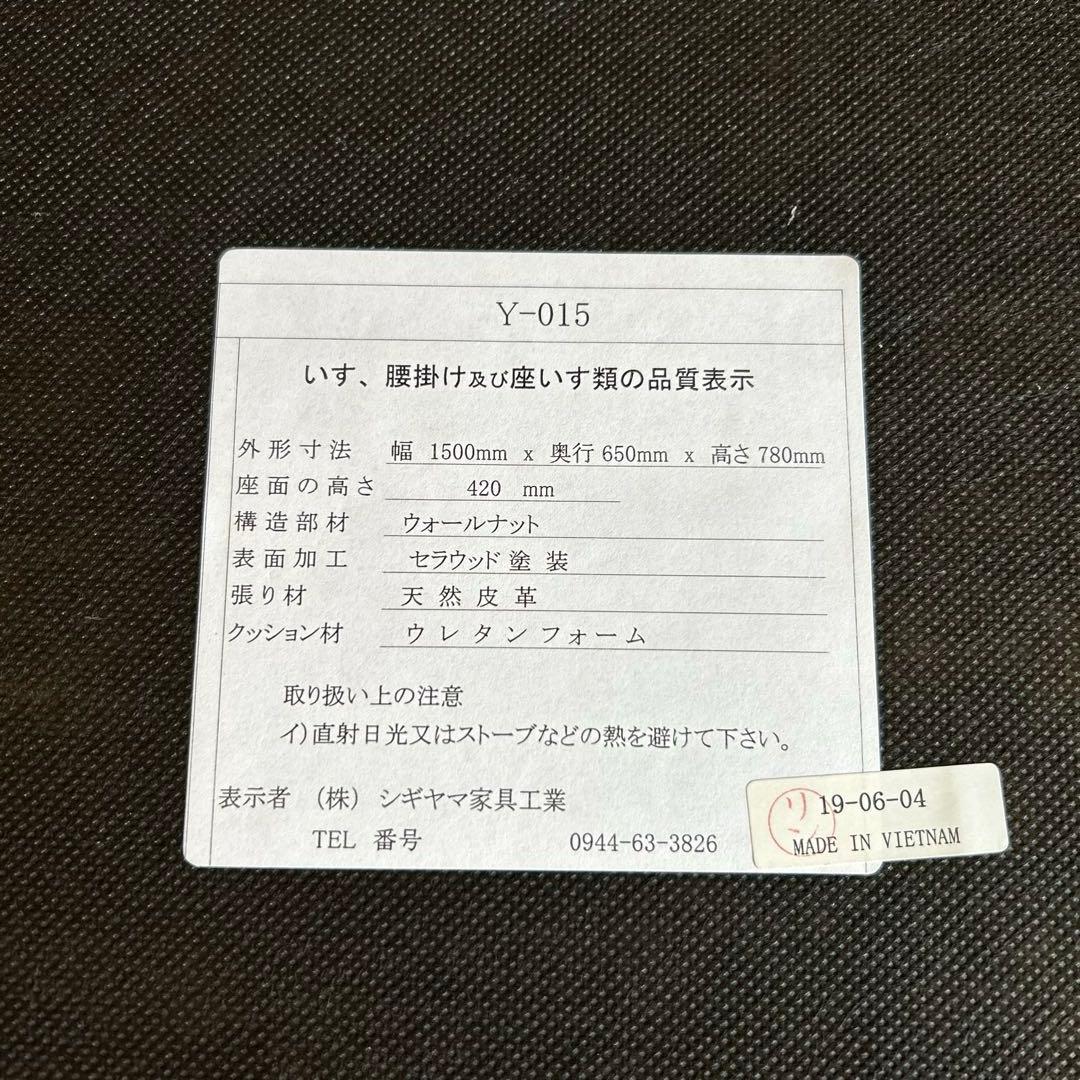 Y-015
いす、腰掛け及び座いす類の品質表示
外形寸法 幅 1500mm x 奥行 650mm x 高さ 780mm
座面の高さ 420 mm
構造部材 ウォールナット
表面加工 セラウッド塗装
張り材 天然皮革
クッション材 ウレタンフォーム
取り扱い上の注意
イ)直射日光又はストーブなどの熱を避けて下さい。
表示者 (株) シギヤマ家具工業
TEL 番号 0944-63-3826
19-06-04
MADE IN VIETNAM